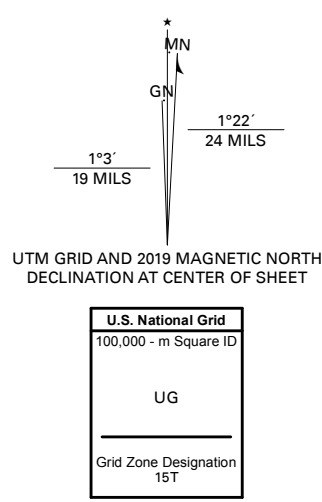 ★
MN
GN
1°22´
24 MILS
1°3´
19 MILS
UTM GRID AND 2019 MAGNETIC NORTH
DECLINATION AT CENTER OF SHEET
U.S. National Grid
100,000 - m Square ID
UG
Grid Zone Designation
15T